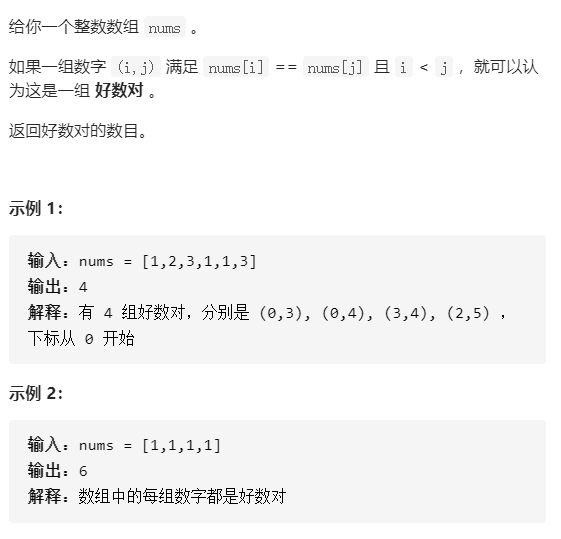 给你一个整数数组 nums 。
如果一组数字 (i,j) 满足 nums[i] == nums[j] 且 i < j ，就可以认
为这是一组 好数对 。
返回好数对的数目。
示例 1：
输入：nums = [1,2,3,1,1,3]
输出：4
解释：有 4 组好数对，分别是 (0,3), (0,4), (3,4), (2,5) ，
下标从 0 开始
示例 2：
输入：nums = [1,1,1,1]
输出：6
解释：数组中的每组数字都是好数对